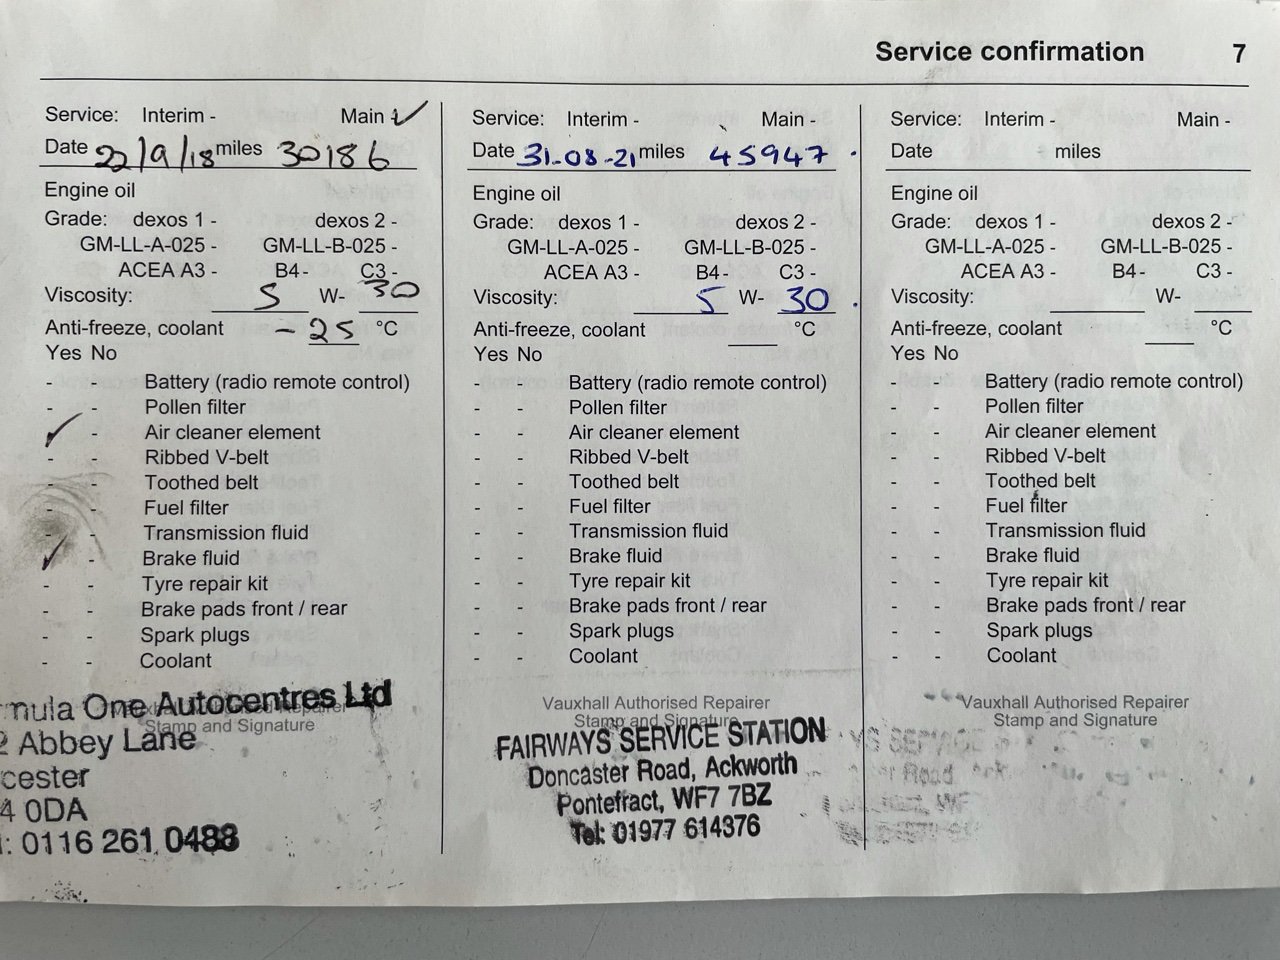 Service confirmation 7
Service: Interim - Main - ✓
Date 22/9/18 miles 30186
Engine oil
Grade: dexos 1 - dexos 2 -
GM-LL-A-025 - GM-LL-B-025 -
ACEA A3 - B4 - C3 -
Viscosity: 5 W- 30
Anti-freeze, coolant -25 °C
Yes No
- - Battery (radio remote control)
- - Pollen filter
✓ - Air cleaner element
- - Ribbed V-belt
- - Toothed belt
- - Fuel filter
- - Transmission fluid
✓ - Brake fluid
- - Tyre repair kit
- - Brake pads front / rear
- - Spark plugs
- - Coolant
Authorised Repairer
Stamp and Signature
One Autocentres Ltd
Abbey Lane
cester
4 0DA
: 0116 261 0488
Service: Interim - Main -
Date 31-08-21 miles 45947
Engine oil
Grade: dexos 1 - dexos 2 -
GM-LL-A-025 - GM-LL-B-025 -
ACEA A3 - B4- C3 -
Viscosity: 5 W- 30
Anti-freeze, coolant °C
Yes No
- - Battery (radio remote control)
- - Pollen filter
- - Air cleaner element
- - Ribbed V-belt
- - Toothed belt
- - Fuel filter
- - Transmission fluid
- - Brake fluid
- - Tyre repair kit
- - Brake pads front / rear
- - Spark plugs
- - Coolant
Vauxhall Authorised Repairer
Stamp and Signature
FAIRWAYS SERVICE STATION
Doncaster Road, Ackworth
Pontefract, WF7 7BZ
Tel: 01977 614376
Service: Interim - Main -
Date miles
Engine oil
Grade: dexos 1 - dexos 2 -
GM-LL-A-025 - GM-LL-B-025 -
ACEA A3 - B4- C3 -
Viscosity: W-
Anti-freeze, coolant °C
Yes No
- - Battery (radio remote control)
- - Pollen filter
- - Air cleaner element
- - Ribbed V-belt
- - Toothed belt
- - Fuel filter
- - Transmission fluid
- - Brake fluid
- - Tyre repair kit
- - Brake pads front / rear
- - Spark plugs
- - Coolant
Vauxhall Authorised Repairer
Stamp and Signature